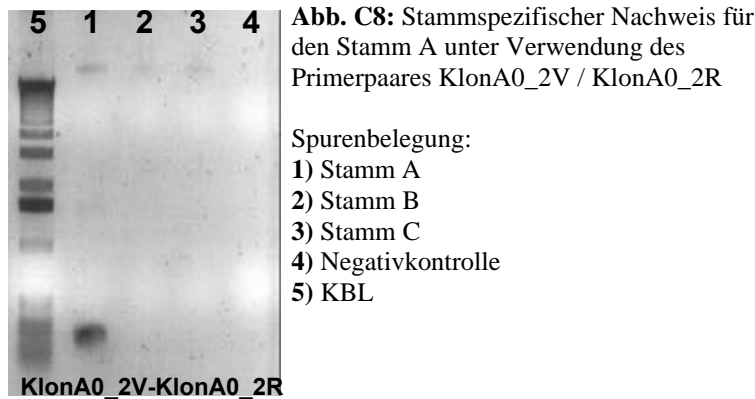 5 1 2 3 4
KlonA0_2V-KlonA0_2R
Abb. C8: Stammspezifischer Nachweis für
den Stamm A unter Verwendung des
Primerpaares KlonA0_2V / KlonA0_2R
Spurenbelegung:
1) Stamm A
2) Stamm B
3) Stamm C
4) Negativkontrolle
5) KBL